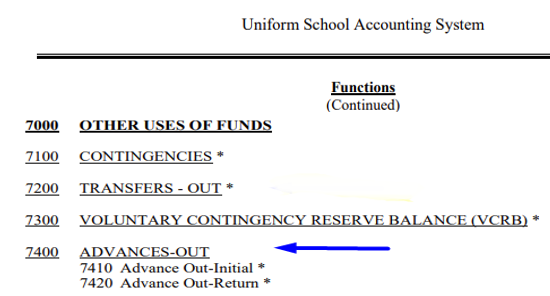 Uniform School Accounting System
Functions
(Continued)
7000 OTHER USES OF FUNDS
7100 CONTINGENCIES *
7200 TRANSFERS - OUT *
7300 VOLUNTARY CONTINGENCY RESERVE BALANCE (VCRB) *
7400 ADVANCES-OUT
7410 Advance Out-Initial *
7420 Advance Out-Return *